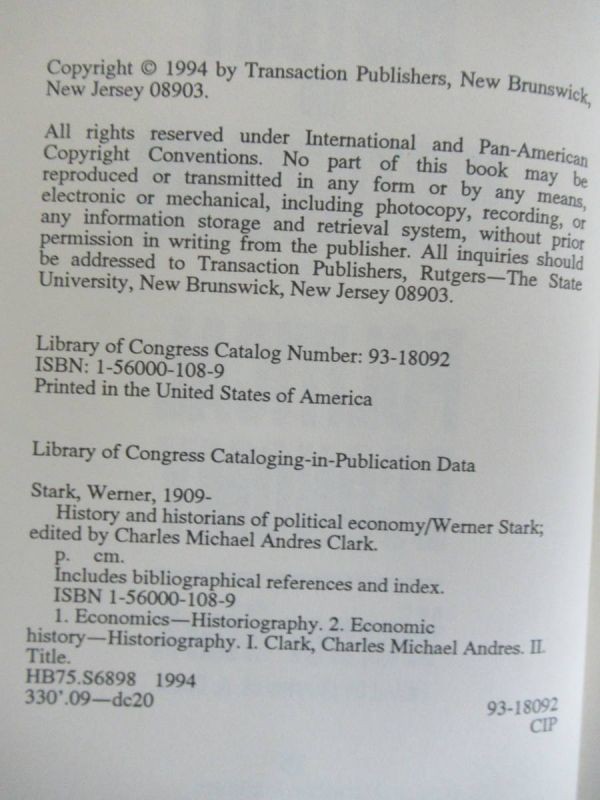 Copyright © 1994 by Transaction Publishers, New Brunswick,
New Jersey 08903.
All rights reserved under International and Pan-American
Copyright Conventions. No part of this book may be
reproduced or transmitted in any form or by any means,
electronic or mechanical, including photocopy, recording, or
any information storage and retrieval system, without prior
permission in writing from the publisher. All inquiries should
be addressed to Transaction Publishers, Rutgers—The State
University, New Brunswick, New Jersey 08903.
Library of Congress Catalog Number: 93-18092
ISBN: 1-56000-108-9
Printed in the United States of America
Library of Congress Cataloging-in-Publication Data
Stark, Werner, 1909-
History and historians of political economy/Werner Stark;
edited by Charles Michael Andres Clark.
p. cm.
Includes bibliographical references and index.
ISBN 1-56000-108-9
1. Economics—Historiography. 2. Economic
history—Historiography. I. Clark, Charles Michael Andres. II.
Title.
HB75.S6898 1994
330'.09—dc20
93-18092
CIP